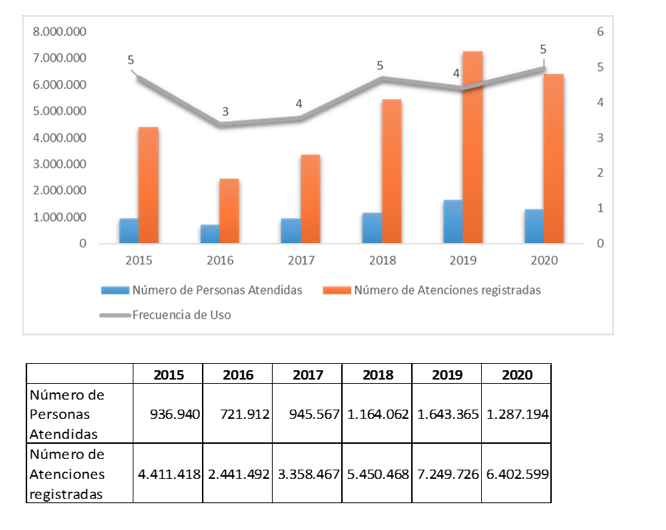 8.000.000
7.000.000
6.000.000
5.000.000
4.000.000
3.000.000
2.000.000
1.000.000
0
6
5
4
3
2
1
0
5 3 4 5 4 5
2015 2016 2017 2018 2019 2020
Número de Personas Atendidas Número de Atenciones registradas
Frecuencia de Uso
2015 2016 2017 2018 2019 2020
Número de
Personas 936.940 721.912 945.567 1.164.062 1.643.365 1.287.194
Atendidas
Número de
Atenciones 4.411.418 2.441.492 3.358.467 5.450.468 7.249.726 6.402.599
registradas